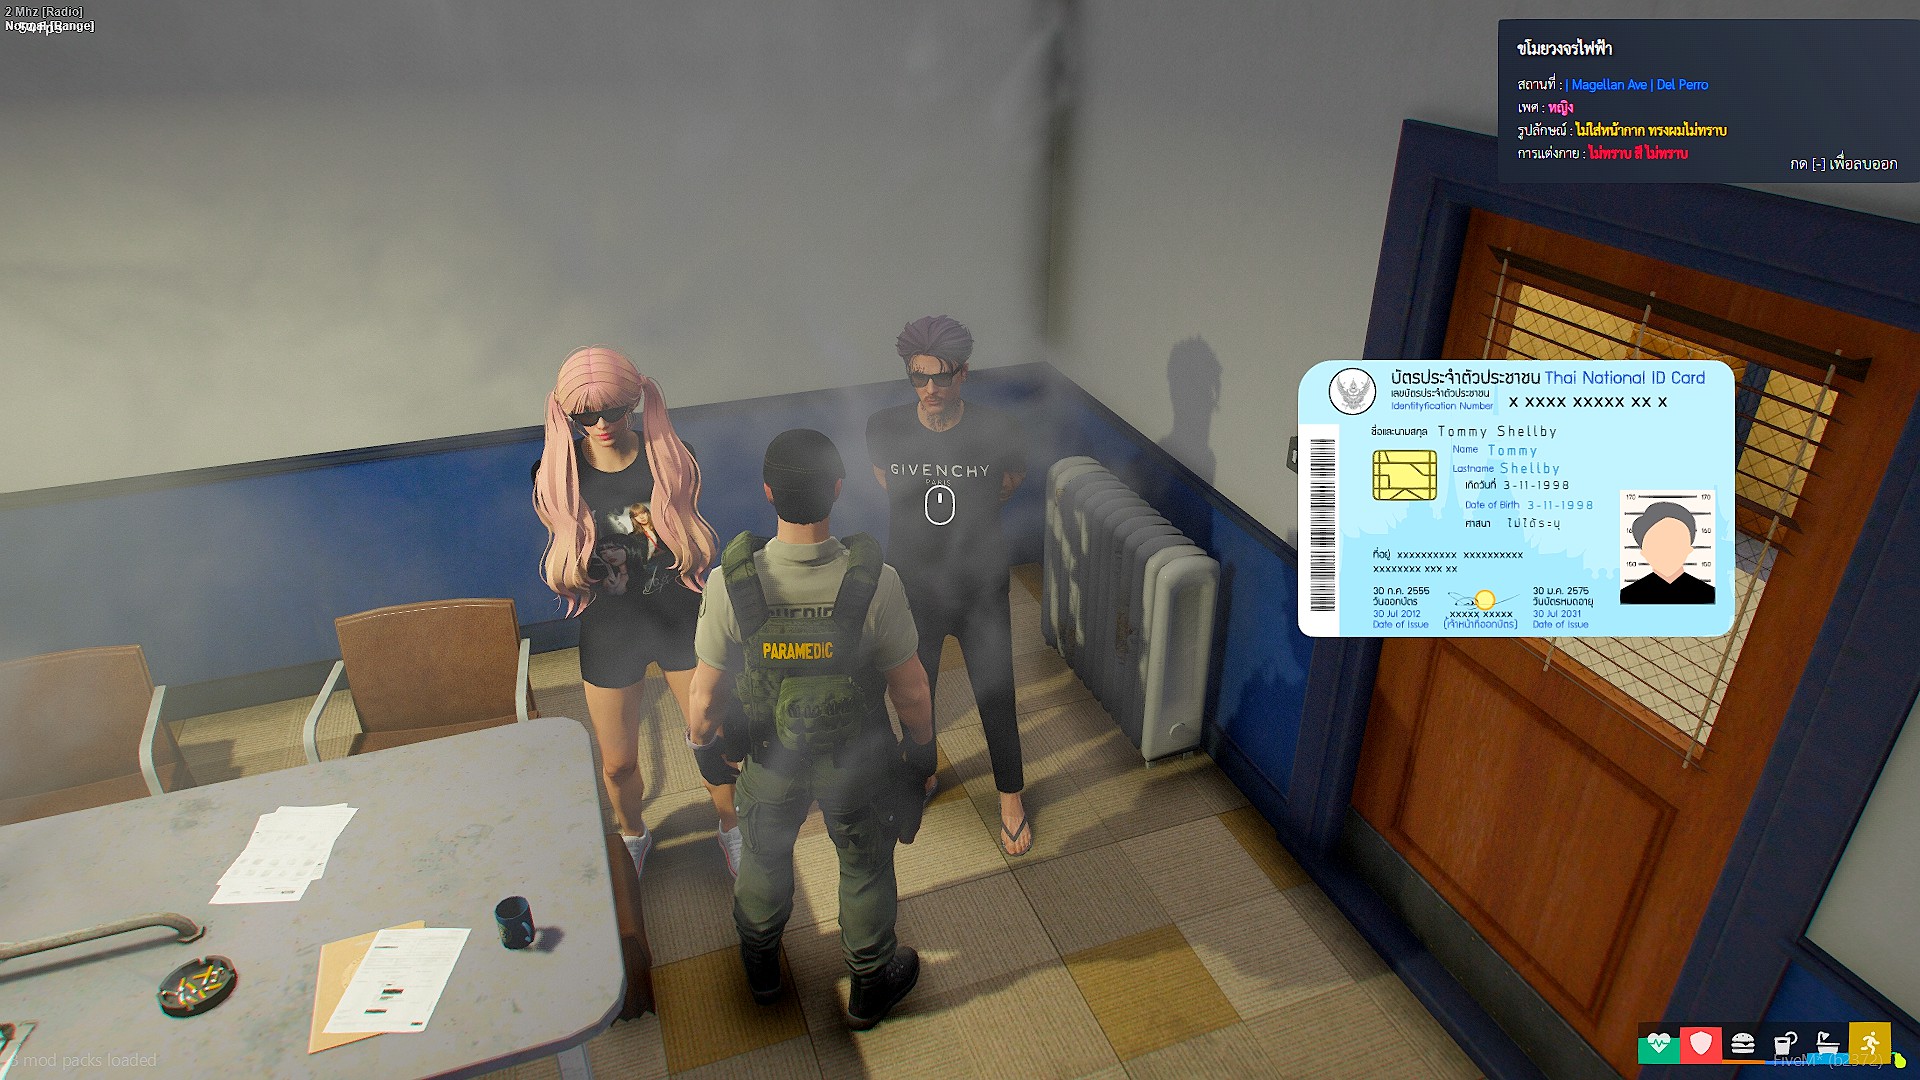 2 Mhz [Radio]
Normal [Range]
ขโมยวงจรไฟฟ้า
สถานที่ : | Magellan Ave | Del Perro
เพศ : หญิง
รูปลักษณ์ : ไม่ใส่หน้ากาก ทรงผมไม่ทราบ
การแต่งกาย : ไม่ทราบ สี ไม่ทราบ
กด [-] เพื่อลบออก
บัตรประจำตัวประชาชน Thai National ID Card
เลขบัตรประจำตัวประชาชน
Identityfication Number
X XXXX XXXXX XX X
ชื่อและนามสกุล Tommy Shellby
Name Tommy
Lastname Shellby
เกิดวันที่ 3-11-1998
Date of Birth 3-11-1998
ศาสนา ไม่ได้ระบุ
ที่อยู่ xxxxxxxxxx xxxxxxxxxx
xxxxxxxx xxx xx
30 ก.ค. 2555
วันออกบัตร
30 Jul 2012
Date of Issue
xxxxx xxxxx
(เจ้าหน้าที่ออกบัตร)
30 ม.ค. 2575
วันบัตรหมดอายุ
30 Jul 2031
Date of Issue
170 170
160
150 150
GIVENCHY
PARIS
PARAMEDIC
mod packs loaded
FiveM* (b2372)